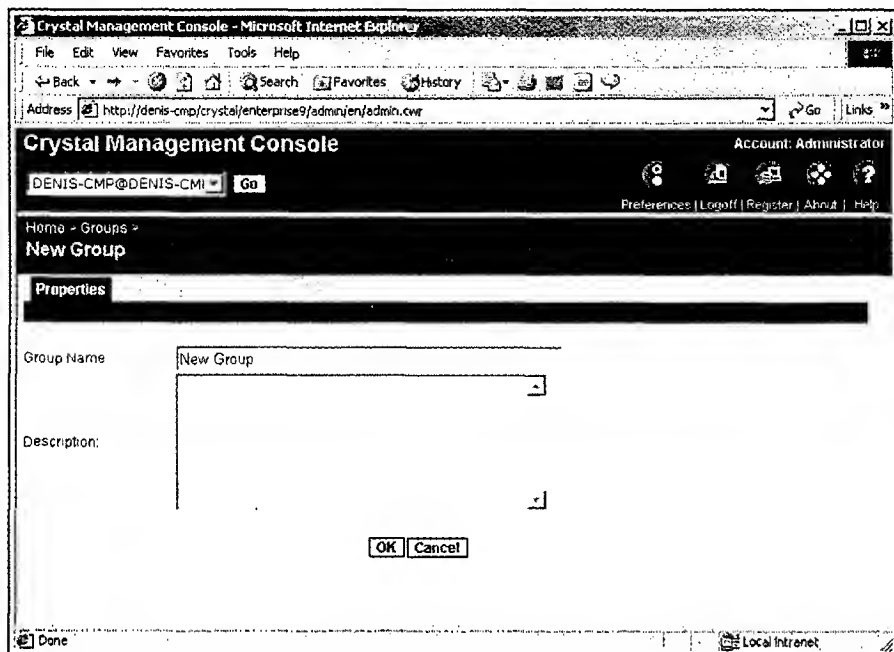 Crystal Management Console - Microsoft Internet Explorer
File Edit View Favorites Tools Help
Back Search Favorites History
Address http://denis-cmp/crystal/enterprise9/admin/en/admin.cwr Go Links »
Crystal Management Console Account: Administrator
DENIS-CMP@DENIS-CM Go
Preferences | Logoff | Register | About | Help
Home > Groups >
New Group
Properties
Group Name New Group
Description:
OK Cancel
Done Local intranet